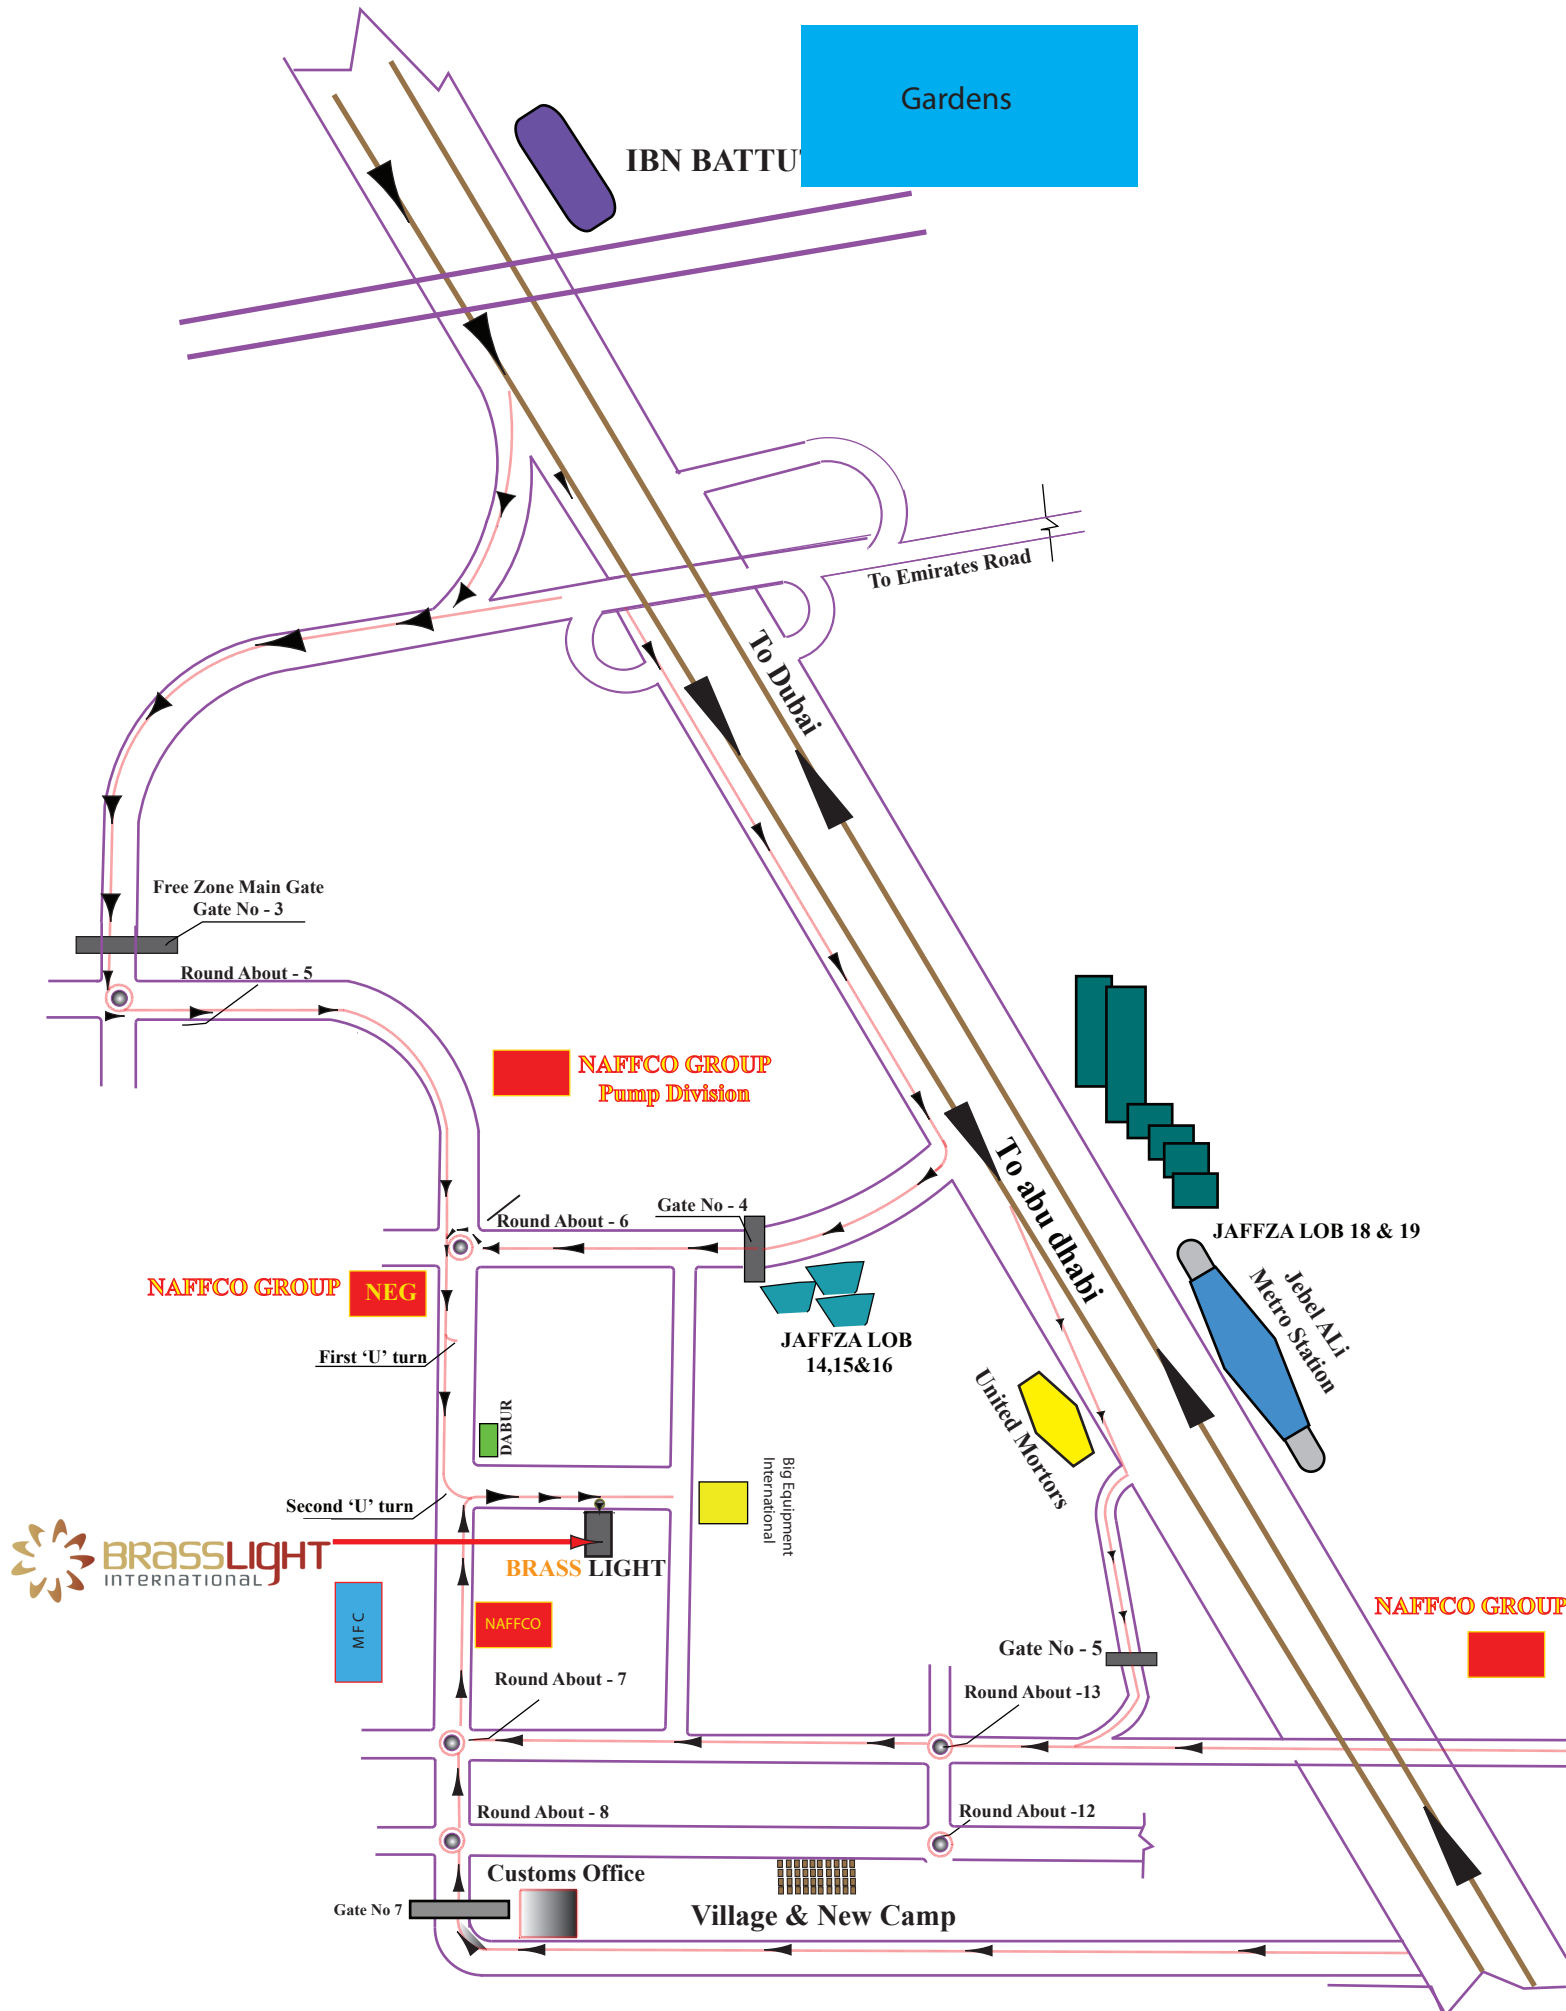 Gardens
IBN BATTU
To Emirates Road
To Dubai
Free Zone Main Gate
Gate No - 3
Round About - 5
NAFFCO GROUP
Pump Division
To abu dhabi
Gate No - 4
Round About - 6
JAFFZA LOB 18 & 19
Jebel ALi
Metro Station
NAFFCO GROUP
NEG
First ‘U’ turn
JAFFZA LOB
14,15&16
DABUR
United Mortors
Big Equipment
International
Second ‘U’ turn
BRASSLIGHT
INTERNATIONAL
BRASS LIGHT
MFC
NAFFCO
NAFFCO GROUP
Gate No - 5
Round About - 7
Round About -13
Round About - 8
Round About -12
Customs Office
Gate No 7
Village & New Camp